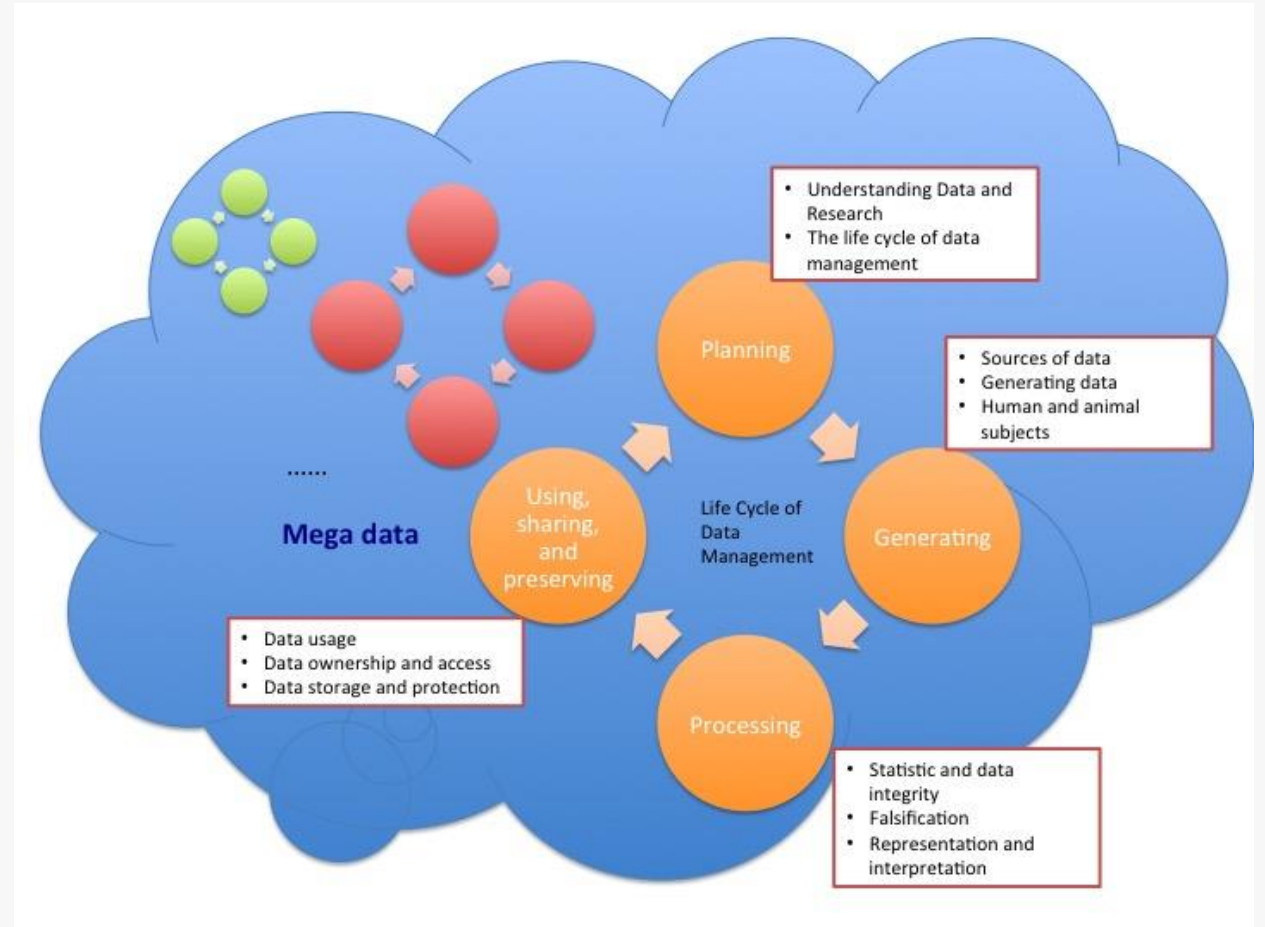 • Understanding Data and
Research
• The life cycle of data
management
Planning
• Sources of data
• Generating data
• Human and animal
subjects
Generating
Life Cycle of
Data
Management
Using,
sharing,
and
preserving
......
Mega data
• Data usage
• Data ownership and access
• Data storage and protection
Processing
• Statistic and data
integrity
• Falsification
• Representation and
interpretation